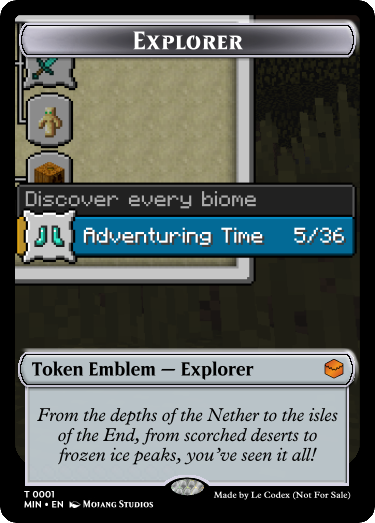 Explorer
Discover every biome
Adventuring Time 5/36
Token Emblem — Explorer
From the depths of the Nether to the isles
of the End, from scorched deserts to
frozen ice peaks, you've seen it all!
T 0001
MIN • EN Mojang Studios
Made by Le Codex (Not For Sale)